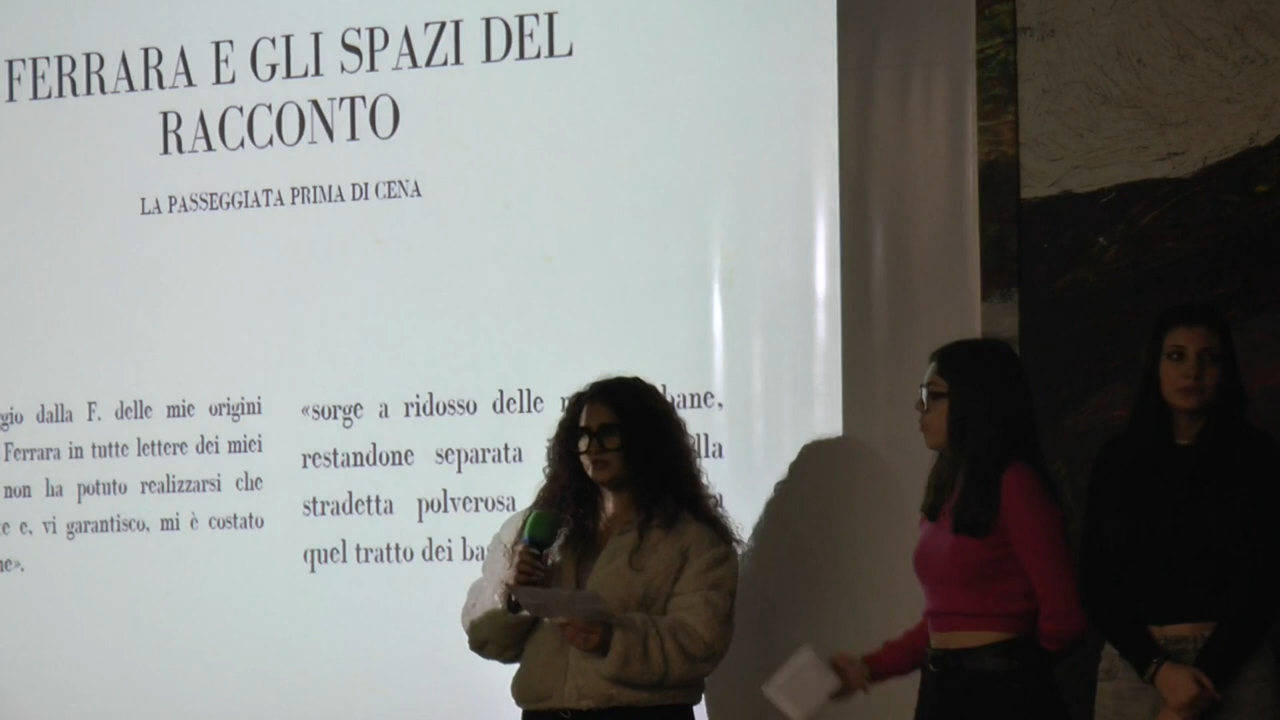 FERRARA E GLI SPAZI DEL
RACCONTO
LA PASSEGGIATA PRIMA DI CENA
dalla F. delle mie origini
Ferrara in tutte lettere dei miei
non ha potuto realizzarsi che
e, vi garantisco, mi è costato
«sorge a ridosso delle
restandone separata
stradetta polverosa
quel tratto dei